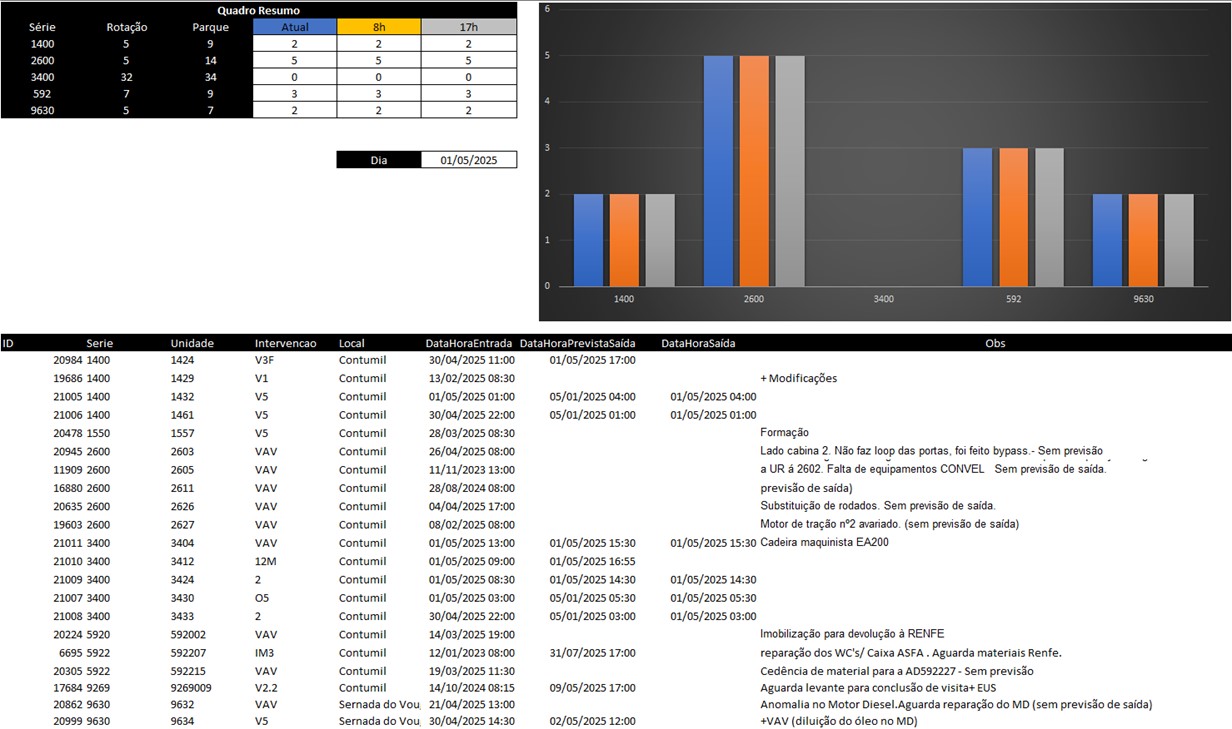 Quadro Resumo
Série Rotação Parque Atual 8h 17h
1400 5 9 2 2 2
2600 5 14 5 5 5
3400 32 34 0 0 0
592 7 9 3 3 3
9630 5 7 2 2 2
Dia 01/05/2025
6
5
4
3
2
1
0
1400 2600 3400 592 9630
ID Serie Unidade Intervencao Local DataHoraEntrada DataHoraPrevistaSaída DataHoraSaída Obs
20984 1400 1424 V3F Contumil 30/04/2025 11:00 01/05/2025 17:00
19686 1400 1429 V1 Contumil 13/02/2025 08:30 + Modificações
21005 1400 1432 V5 Contumil 01/05/2025 01:00 05/01/2025 04:00 01/05/2025 04:00
21006 1400 1461 V5 Contumil 30/04/2025 22:00 05/01/2025 01:00 01/05/2025 01:00
20478 1550 1557 V5 Contumil 28/03/2025 08:30 Formação
20945 2600 2603 VAV Contumil 26/04/2025 08:00 Lado cabina 2. Não faz loop das portas, foi feito bypass.- Sem previsão
11909 2600 2605 VAV Contumil 11/11/2023 13:00 a UR á 2602. Falta de equipamentos CONVEL Sem previsão de saída.
16880 2600 2611 VAV Contumil 28/08/2024 08:00 previsão de saída)
20635 2600 2626 VAV Contumil 04/04/2025 17:00 Substituição de rodados. Sem previsão de saída.
19603 2600 2627 VAV Contumil 08/02/2025 08:00 Motor de tração nº2 avariado. (sem previsão de saída)
21011 3400 3404 VAV Contumil 01/05/2025 13:00 01/05/2025 15:30 01/05/2025 15:30 Cadeira maquinista EA200
21010 3400 3412 12M Contumil 01/05/2025 09:00 01/05/2025 16:55
21009 3400 3424 2 Contumil 01/05/2025 08:30 01/05/2025 14:30 01/05/2025 14:30
21007 3400 3430 O5 Contumil 01/05/2025 03:00 05/01/2025 05:30 01/05/2025 05:30
21008 3400 3433 2 Contumil 30/04/2025 22:00 05/01/2025 03:00 01/05/2025 03:00
20224 5920 592002 VAV Contumil 14/03/2025 19:00 Imobilização para devolução à RENFE
6695 5922 592207 IM3 Contumil 12/01/2023 08:00 31/07/2025 17:00 reparação dos WC's/ Caixa ASFA . Aguarda materiais Renfe.
20305 5922 592215 VAV Contumil 19/03/2025 11:30 Cedência de material para a AD592227 - Sem previsão
17684 9269 9269009 V2.2 Contumil 14/10/2024 08:15 09/05/2025 17:00 Aguarda levante para conclusão de visita+ EUS
20862 9630 9632 VAV Sernada do Vou 21/04/2025 13:00 Anomalia no Motor Diesel.Aguarda reparação do MD (sem previsão de saída)
20999 9630 9634 V5 Sernada do Vou 30/04/2025 14:30 02/05/2025 12:00 +VAV (diluição do óleo no MD)